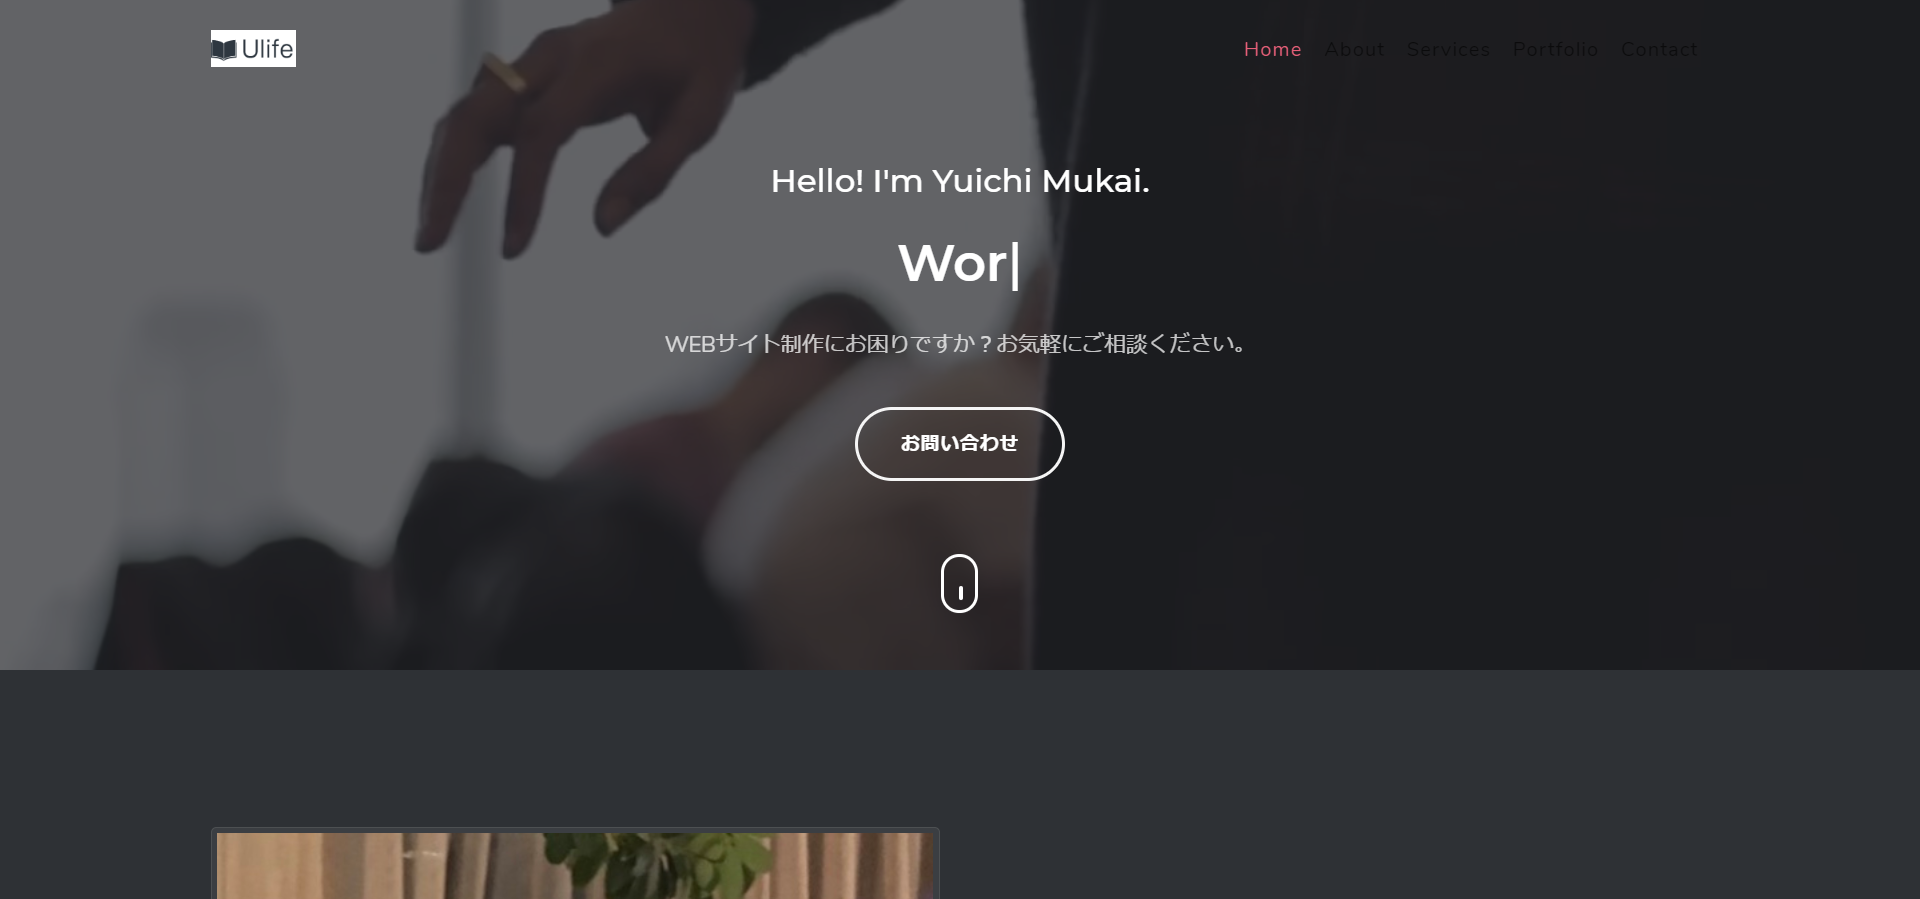 Ulife
Home About Services Portfolio Contact
Hello! I'm Yuichi Mukai.
Wor|
WEBサイト制作にお困りですか？お気軽にご相談ください。
お問い合わせ